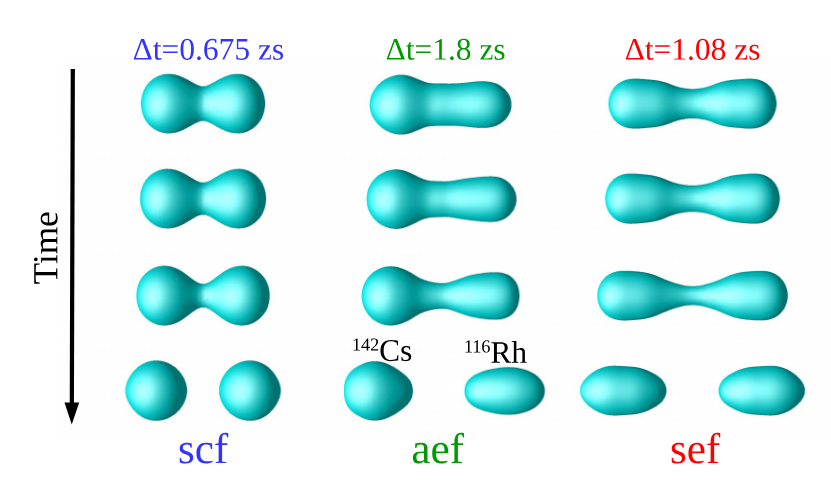 Δt=0.675 zs
Δt=1.8 zs
Δt=1.08 zs
Time
¹⁴²Cs
¹¹⁶Rh
scf
aef
sef